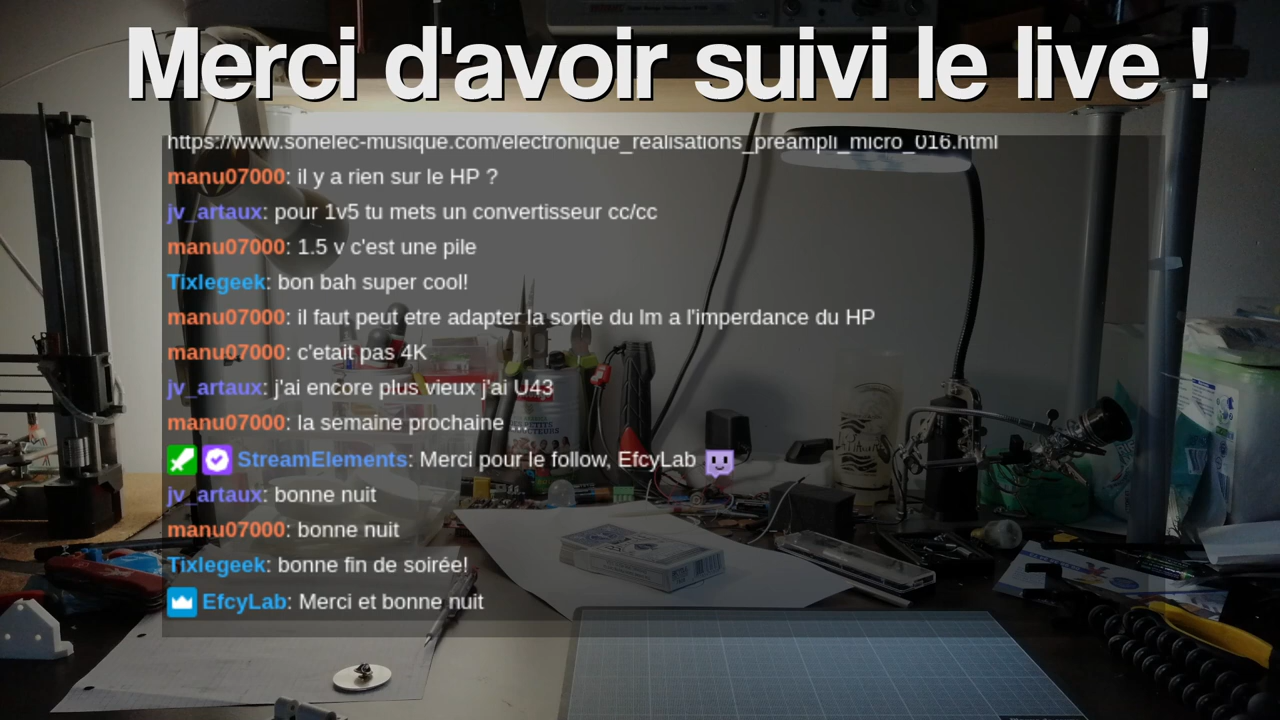 Merci d'avoir suivi le live !
https://www.sonelec-musique.com/electronique_realisations_preampli_micro_016.html
manu07000: il y a rien sur le HP ?
jv_artaux: pour 1v5 tu mets un convertisseur cc/cc
manu07000: 1.5 v c'est une pile
Tixlegeek: bon bah super cool!
manu07000: il faut peut etre adapter la sortie du lm a l'imperdance du HP
manu07000: c'etait pas 4K
jv_artaux: j'ai encore plus vieux j'ai U43
manu07000: la semaine prochaine ...
StreamElements: Merci pour le follow, EfcyLab
jv_artaux: bonne nuit
manu07000: bonne nuit
Tixlegeek: bonne fin de soirée!
EfcyLab: Merci et bonne nuit